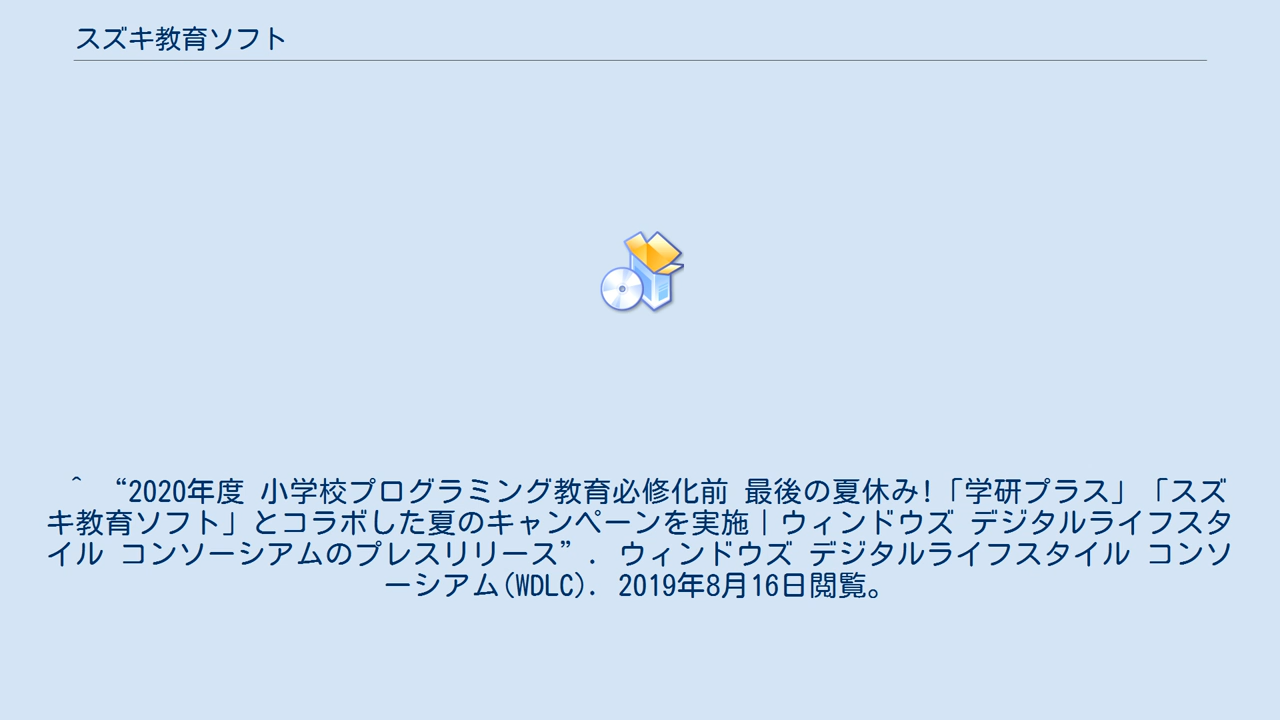 スズキ教育ソフト
^ “2020年度 小学校プログラミング教育必修化前 最後の夏休み!「学研プラス」「スズ
キ教育ソフト」とコラボした夏のキャンペーンを実施｜ウィンドウズ デジタルライフスタ
イル コンソーシアムのプレスリリース”. ウィンドウズ デジタルライフスタイル コンソ
ーシアム(WDLC). 2019年8月16日閲覧。